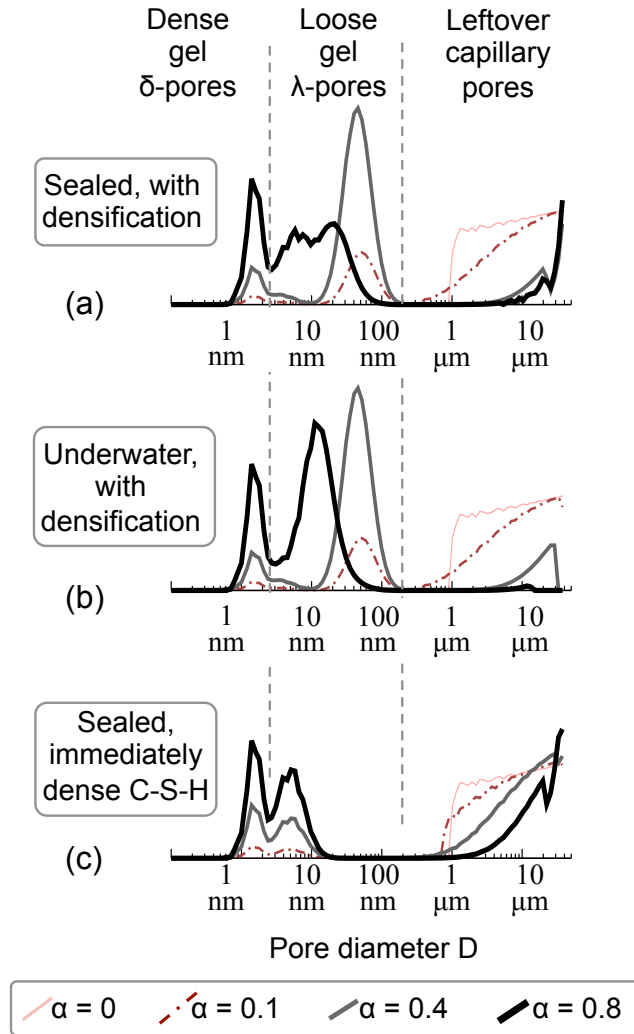 Dense Loose Leftover
gel gel capillary
δ-pores λ-pores pores
Sealed, with
densification
(a)
1 10 100 1 10
nm nm nm μm μm
Underwater,
with
densification
(b)
1 10 100 1 10
nm nm nm μm μm
Sealed,
immediately
dense C-S-H
(c)
1 10 100 1 10
nm nm nm μm μm
Pore diameter D
α = 0 α = 0.1 α = 0.4 α = 0.8